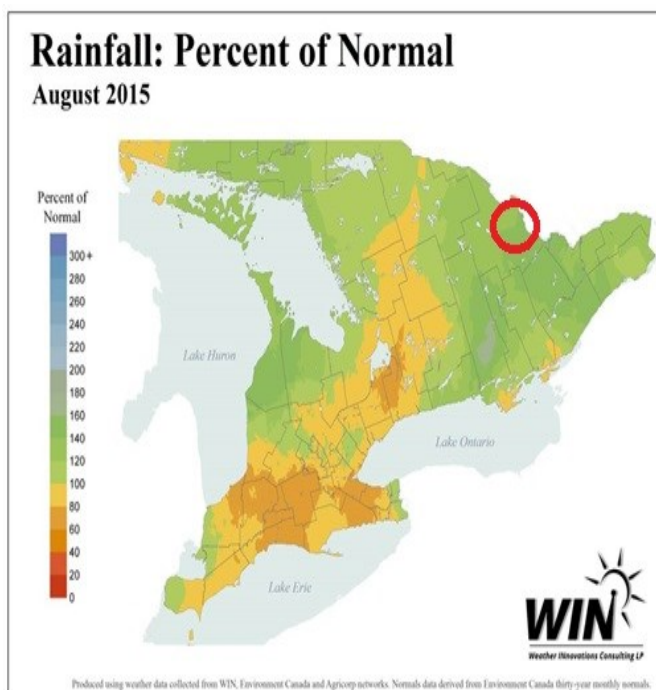 Rainfall: Percent of Normal
August 2015
Percent of
Normal
300+
280
260
240
220
200
180
160
140
120
100
80
60
40
20
0
Lake Huron
Lake Ontario
Lake Erie
WIN
Weather INnovations Consulting LP
Produced using weather data collected from WIN, Environment Canada and Agricorp networks. Normals data derived from Environment Canada thirty-year monthly normals.